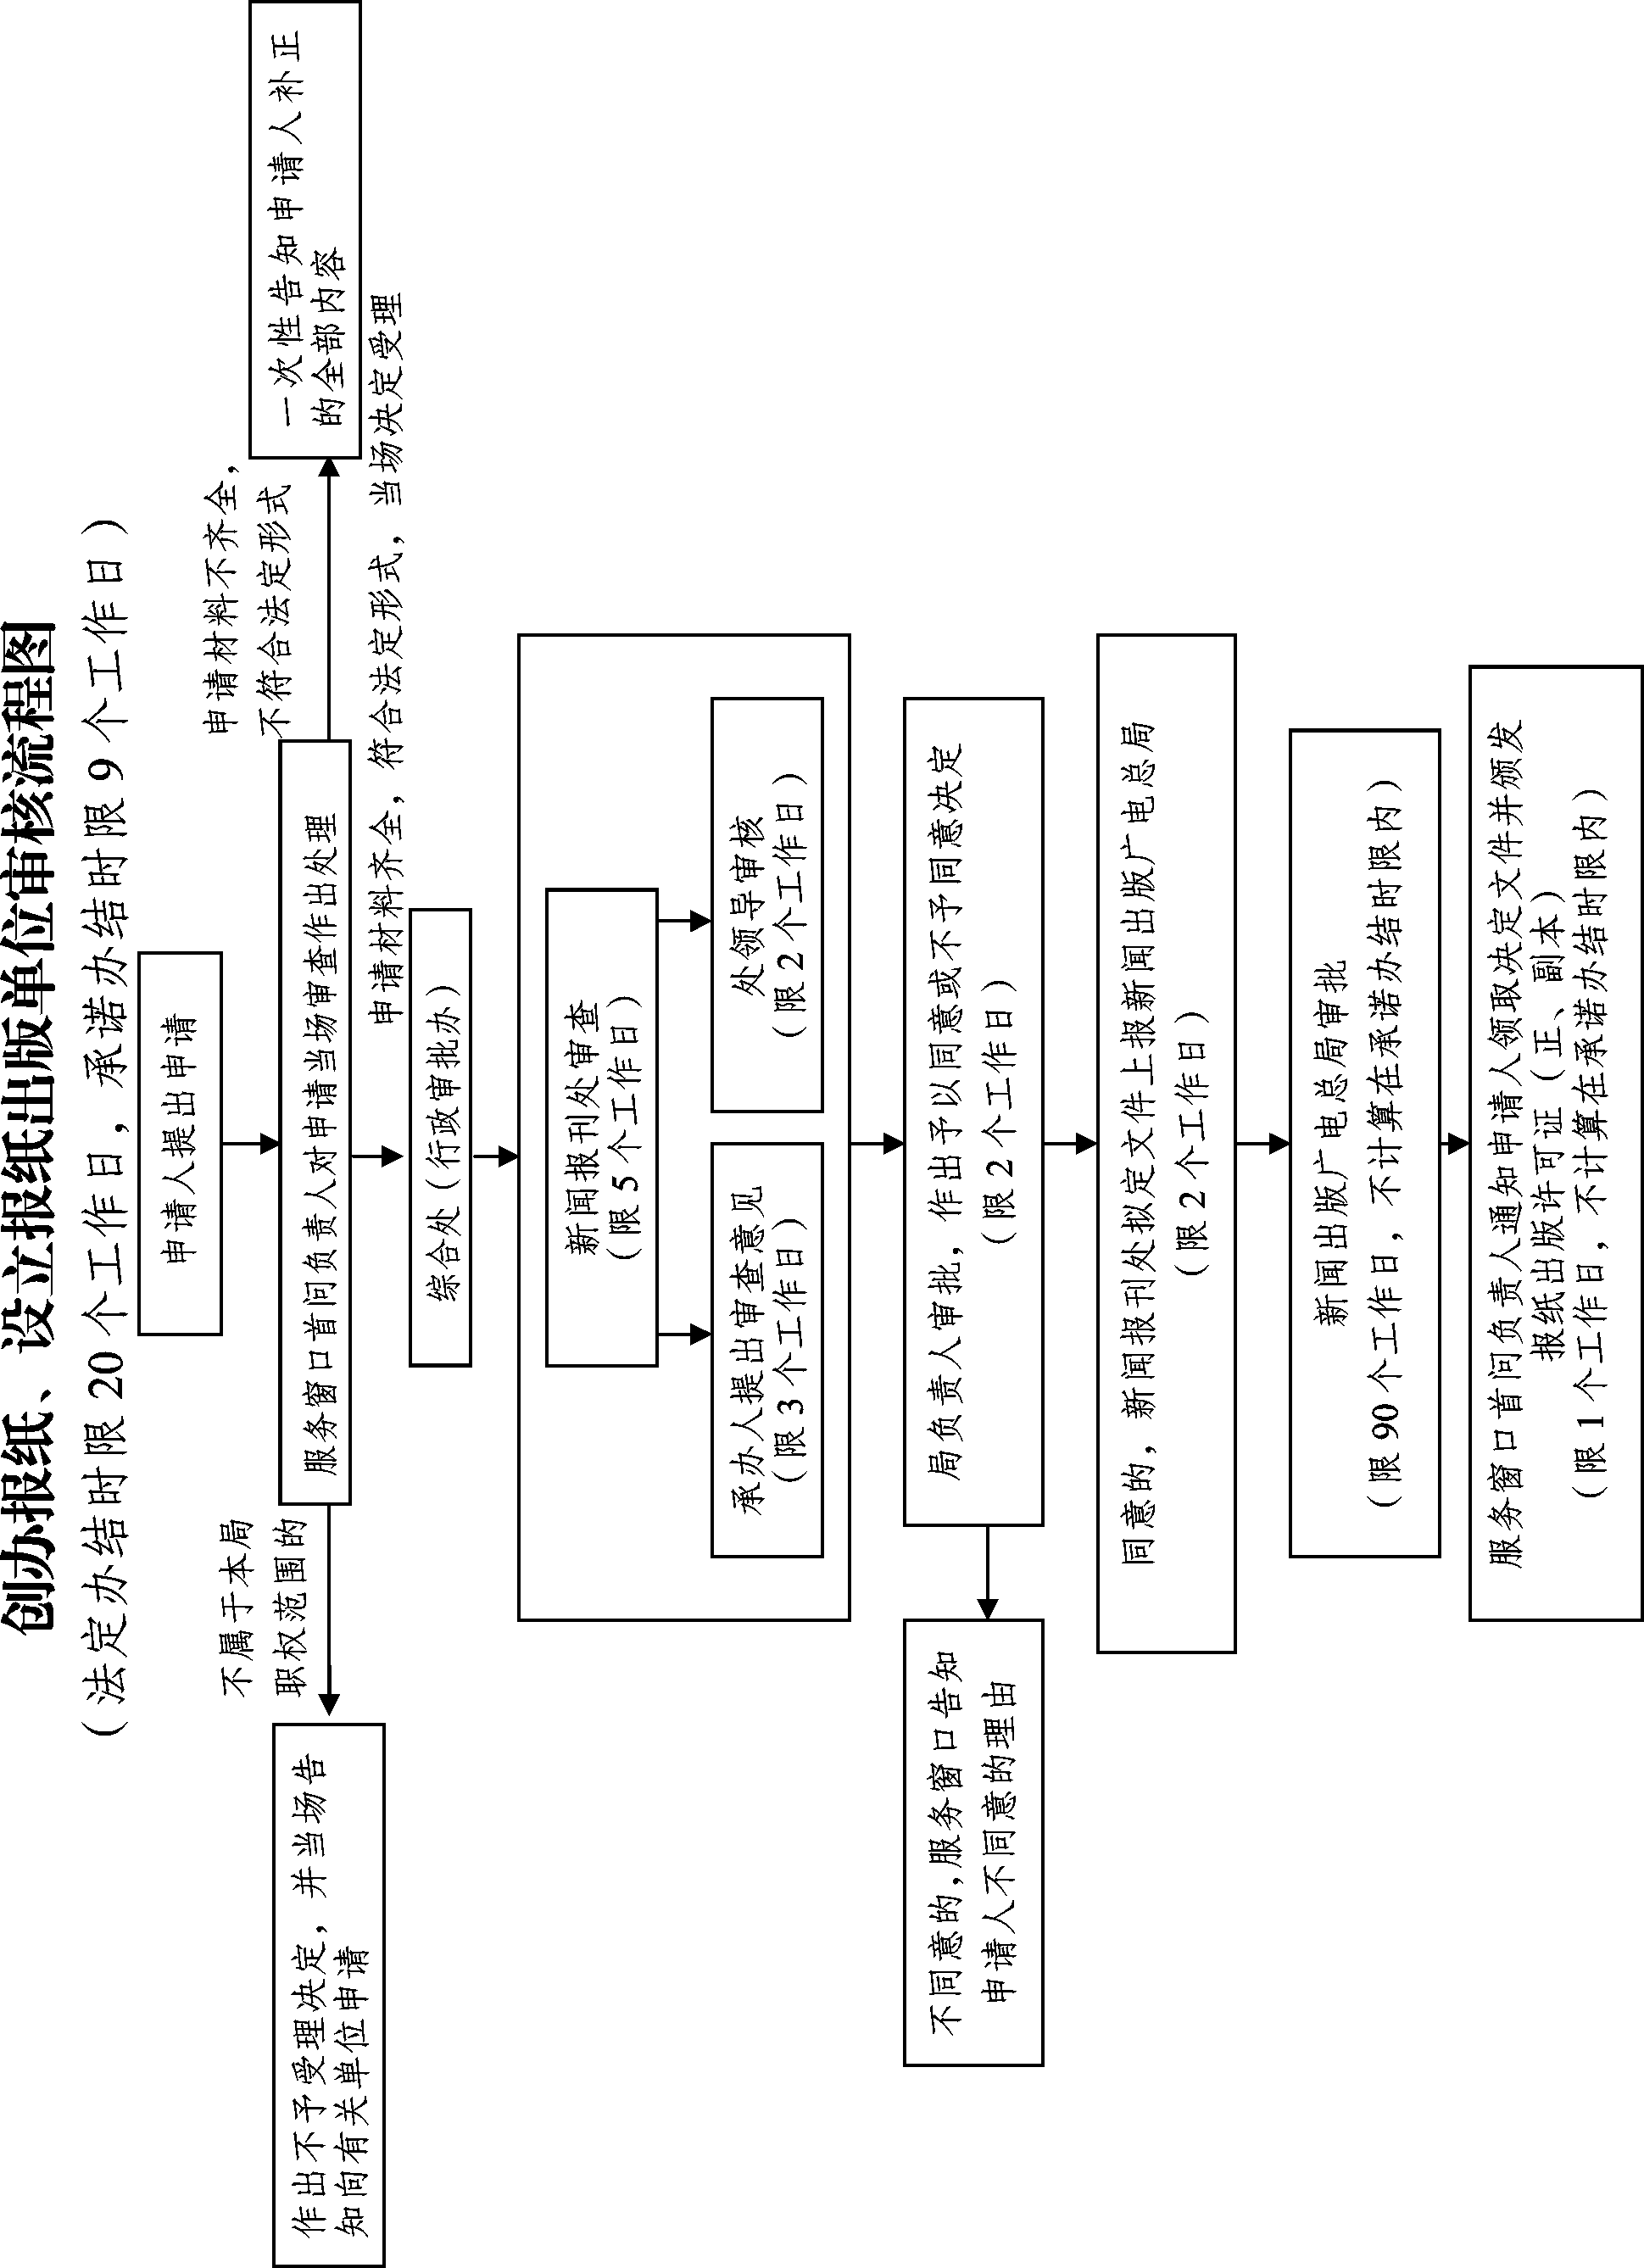 创办报纸、设立报纸出版单位审核流程图
（法定办结时限 20 个工作日，承诺办结时限 9 个工作日）
申请人提出申请
服务窗口首问负责人对申请当场审查作出处理
不属于本局
职权范围的
作出不予受理决定，并当场告
知向有关单位申请
申请材料不齐全，
不符合法定形式
一次性告知申请人补正
的全部内容
申请材料齐全，符合法定形式，当场决定受理
综合处（行政审批办）
新闻报刊处审查
（限 5 个工作日）
承办人提出审查意见
（限 3 个工作日）
处领导审核
（限 2 个工作日）
局负责人审批，作出予以同意或不予同意决定
（限 2 个工作日）
不同意的,服务窗口告知
申请人不同意的理由
同意的，新闻报刊处拟定文件上报新闻出版广电总局
（限 2 个工作日）
新闻出版广电总局审批
（限 90 个工作日，不计算在承诺办结时限内）
服务窗口首问负责人通知申请人领取决定文件并颁发
报纸出版许可证（正、副本）
（限 1 个工作日，不计算在承诺办结时限内）